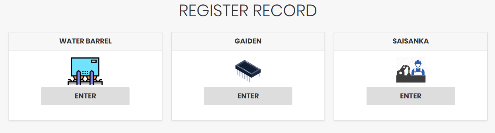 REGISTER RECORD
WATER BARREL
GAIDEN
SAISANKA
ENTER
ENTER
ENTER